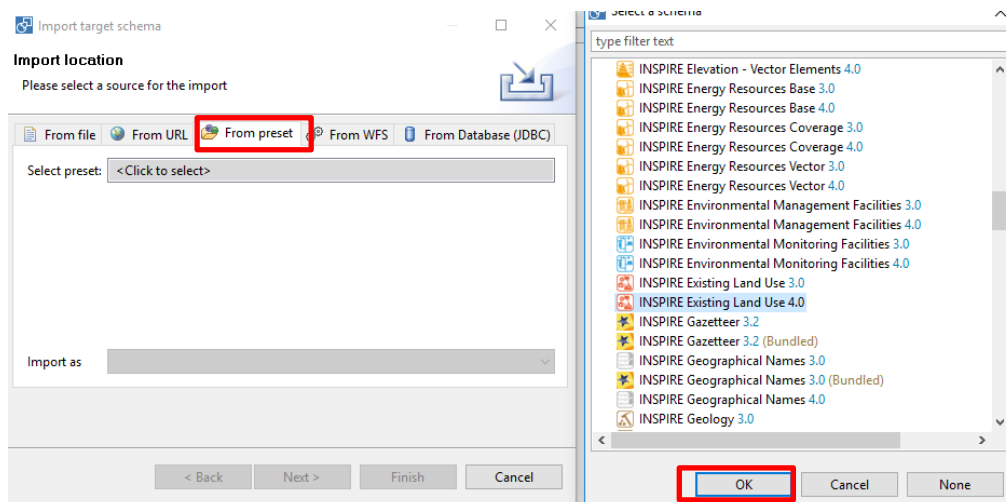 Import target schema
Import location
Please select a source for the import
From file From URL From preset From WFS From Database (JDBC)
Select preset: <Click to select>
Import as
< Back Next > Finish Cancel
Select a schema
type filter text
INSPIRE Elevation - Vector Elements 4.0
INSPIRE Energy Resources Base 3.0
INSPIRE Energy Resources Base 4.0
INSPIRE Energy Resources Coverage 3.0
INSPIRE Energy Resources Coverage 4.0
INSPIRE Energy Resources Vector 3.0
INSPIRE Energy Resources Vector 4.0
INSPIRE Environmental Management Facilities 3.0
INSPIRE Environmental Management Facilities 4.0
INSPIRE Environmental Monitoring Facilities 3.0
INSPIRE Environmental Monitoring Facilities 4.0
INSPIRE Existing Land Use 3.0
INSPIRE Existing Land Use 4.0
INSPIRE Gazetteer 3.2
INSPIRE Gazetteer 3.2 (Bundled)
INSPIRE Geographical Names 3.0
INSPIRE Geographical Names 3.0 (Bundled)
INSPIRE Geographical Names 4.0
INSPIRE Geology 3.0
OK Cancel None